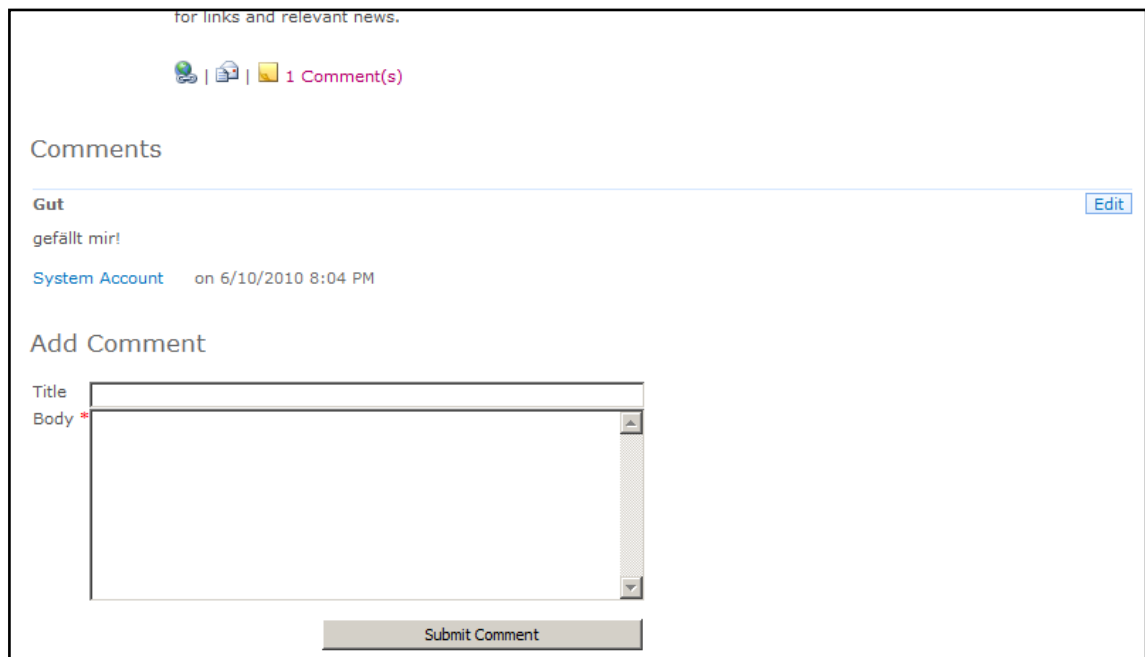 for links and relevant news.
| | 1 Comment(s)
Comments
Gut
Edit
gefällt mir!
System Account on 6/10/2010 8:04 PM
Add Comment
Title
Body *
Submit Comment